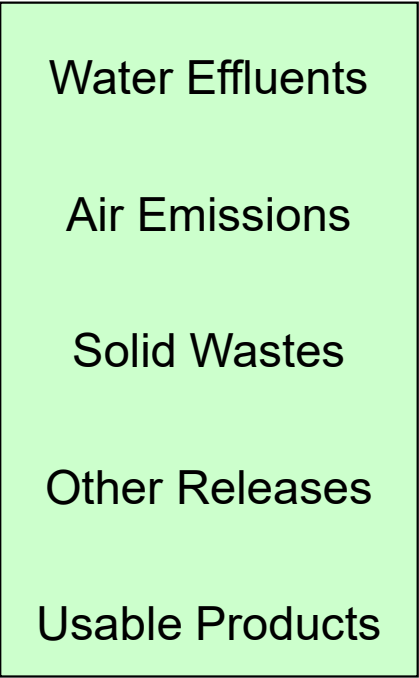 Water Effluents
Air Emissions
Solid Wastes
Other Releases
Usable Products